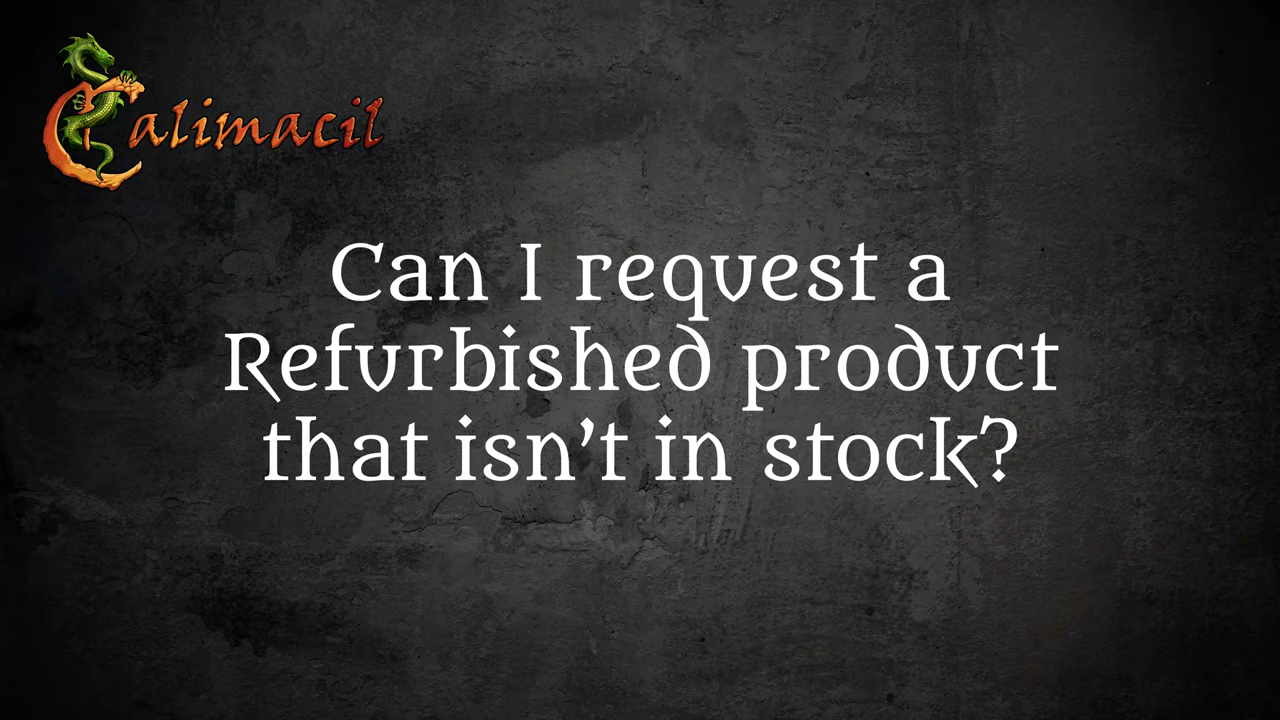 Calimacil
Can I request a
Refurbished product
that isn't in stock?